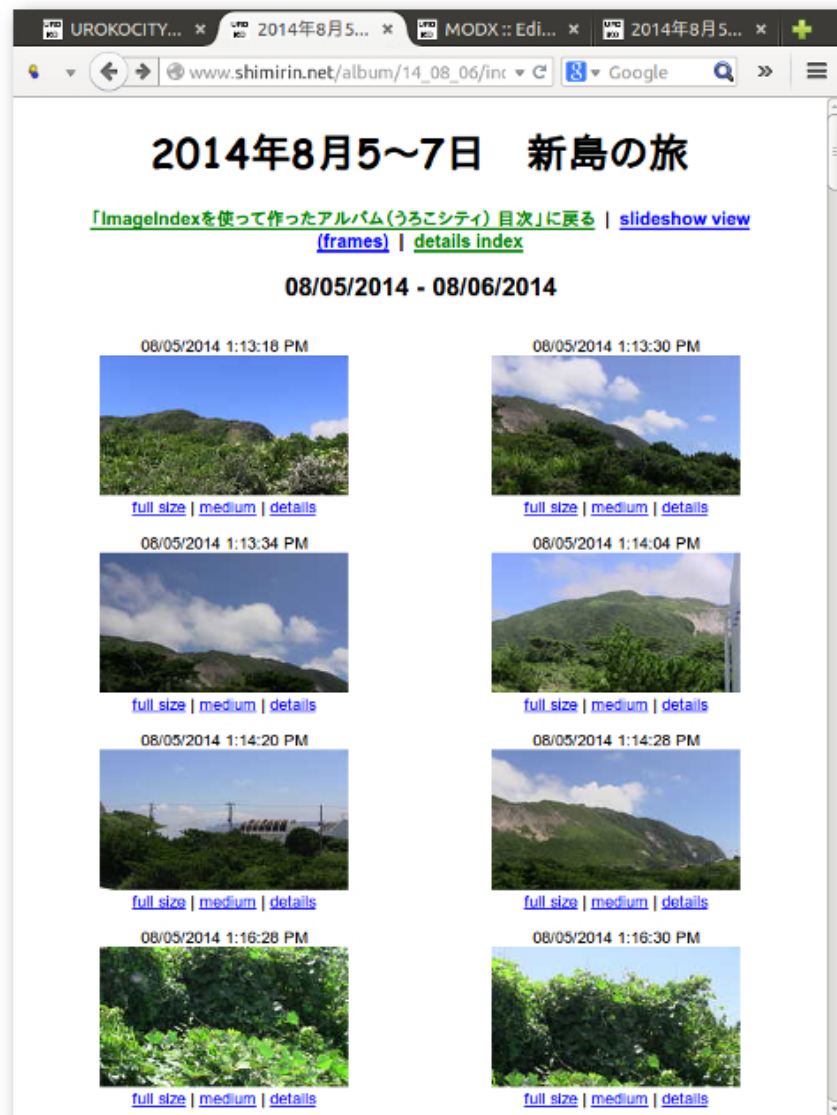 UROKOCITY...
2014年8月5...
MODX :: Edi...
2014年8月5...
www.shimirin.net/album/14_08_06/inc
Google
2014年8月5〜7日　新島の旅
「ImageIndexを使って作ったアルバム（うろこシティ） 目次」に戻る | slideshow view
(frames) | details index
08/05/2014 - 08/06/2014
08/05/2014 1:13:18 PM
08/05/2014 1:13:30 PM
full size | medium | details
full size | medium | details
08/05/2014 1:13:34 PM
08/05/2014 1:14:04 PM
full size | medium | details
full size | medium | details
08/05/2014 1:14:20 PM
08/05/2014 1:14:28 PM
full size | medium | details
full size | medium | details
08/05/2014 1:16:28 PM
08/05/2014 1:16:30 PM
full size | medium | details
full size | medium | details